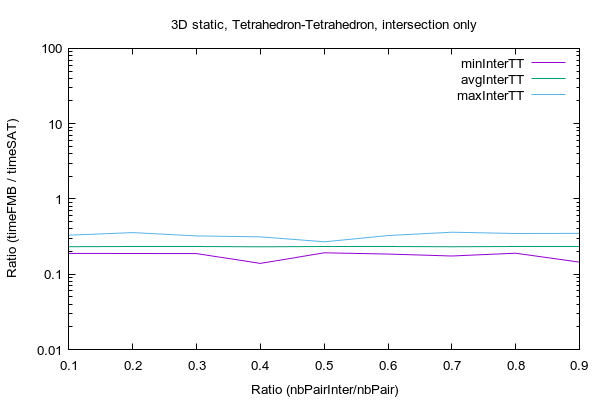 3D static, Tetrahedron-Tetrahedron, intersection only
100
10
1
0.1
0.01
Ratio (timeFMB / timeSAT)
minInterTT
avgInterTT
maxInterTT
0.1 0.2 0.3 0.4 0.5 0.6 0.7 0.8 0.9
Ratio (nbPairInter/nbPair)